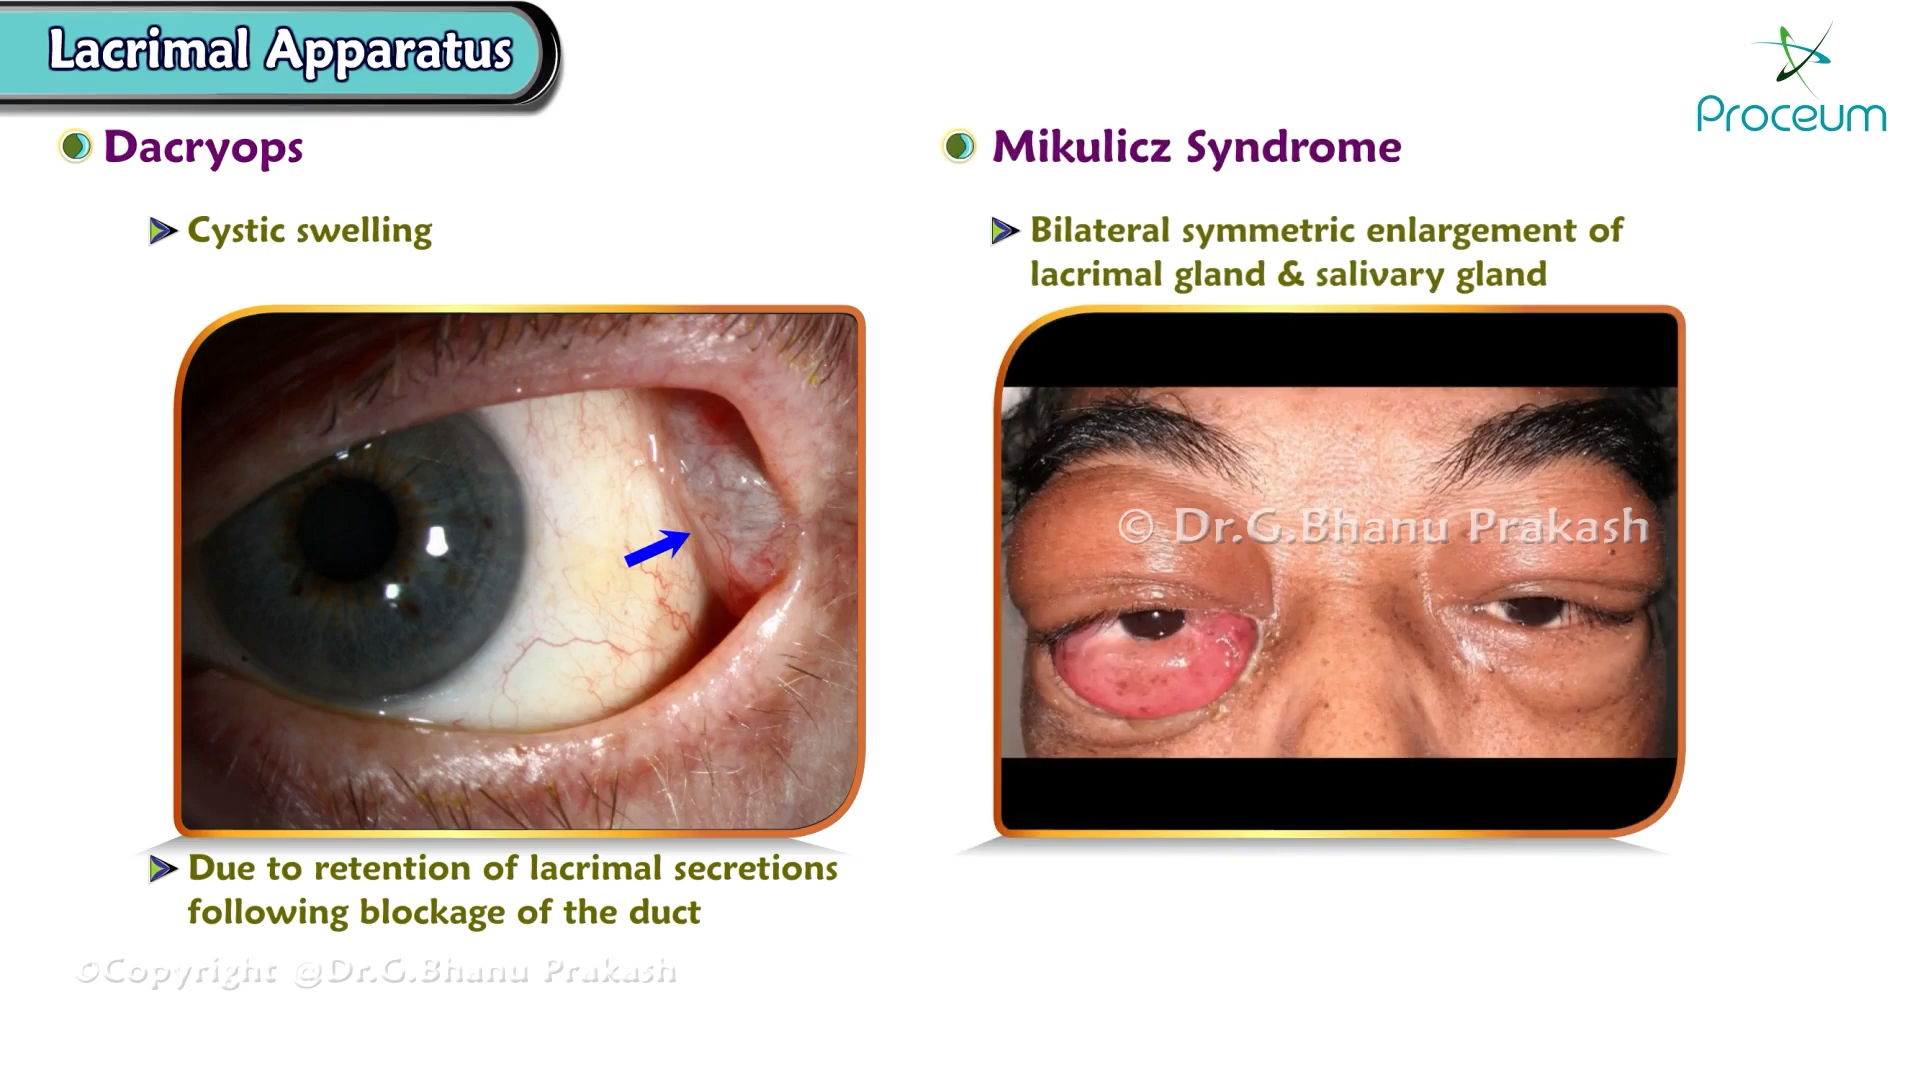 Lacrimal Apparatus
Proceum
Dacryops
Cystic swelling
Due to retention of lacrimal secretions
following blockage of the duct
Mikulicz Syndrome
Bilateral symmetric enlargement of
lacrimal gland & salivary gland
© Dr.G.Bhanu Prakash
©Copyright @Dr.G.Bhanu Prakash